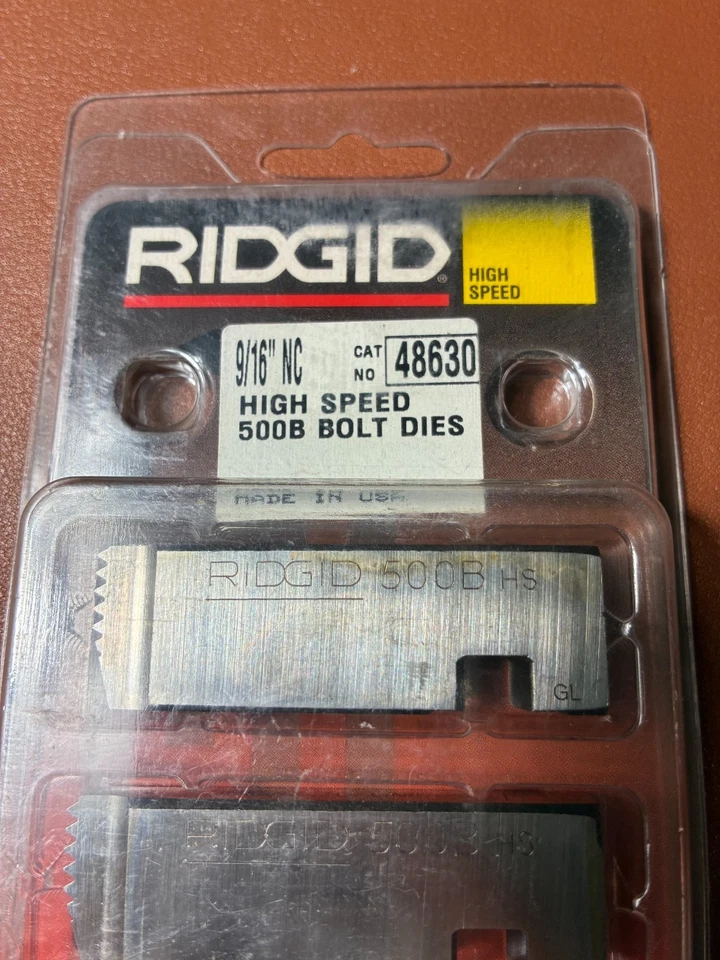 RIDGID®
HIGH
SPEED
9/16" NC CAT NO 48630
HIGH SPEED
500B BOLT DIES
MADE IN USA
RIDGID 500B HS
GL
RIDGID 500B HS